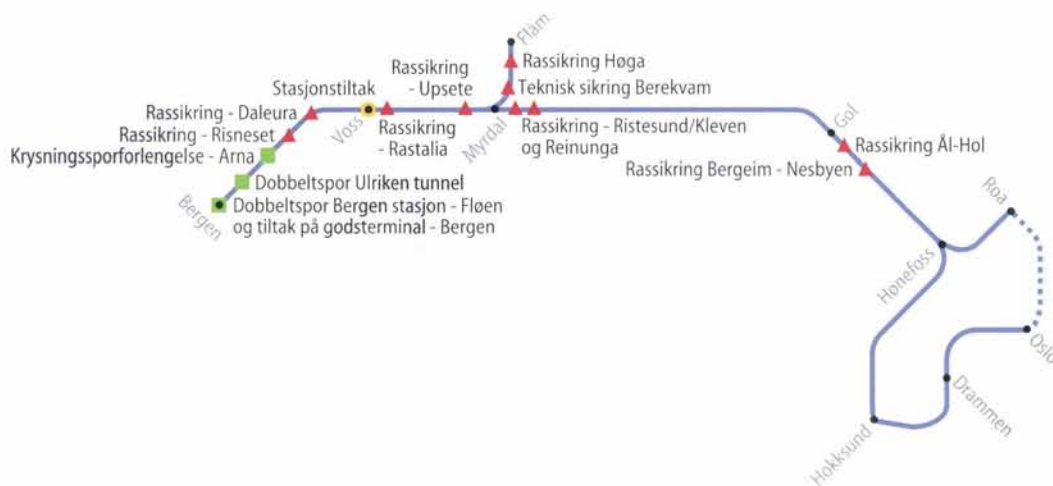 Flåm
Rassikring Høga
Rassikring
- Upsete
Teknisk sikring Berekvam
Stasjonstiltak
Rassikring - Daleura
Voss
Rassikring
- Rastalia
Myrdal
Rassikring - Ristesund/Kleven
og Reinunga
Rassikring - Risneset
Krysningssporforlengelse - Arna
Dobbeltspor Ulriken tunnel
Bergen
Dobbeltspor Bergen stasjon - Fløen
og tiltak på godsterminal - Bergen
Gol
Rassikring Ål-Hol
Rassikring Bergeim - Nesbyen
Roa
Hønefoss
Oslo
Drammen
Hokksund